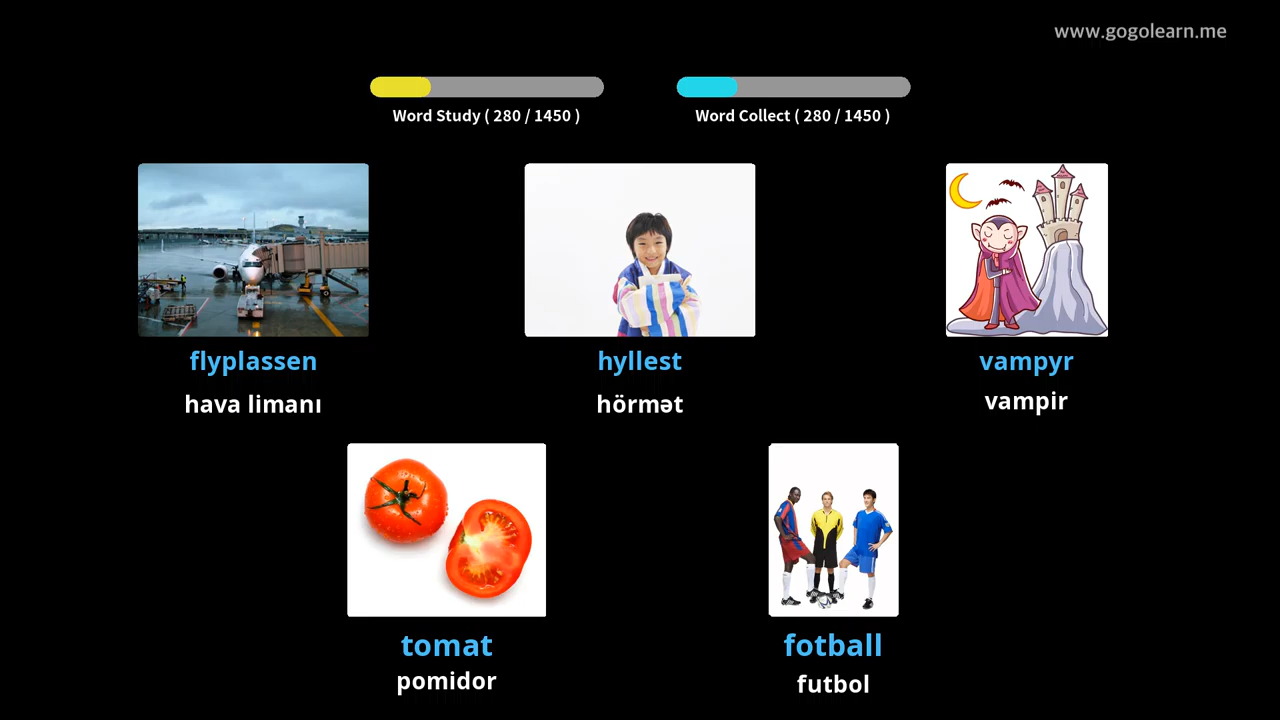 www.gogolearn.me
Word Study ( 280 / 1450 )
Word Collect ( 280 / 1450 )
flyplassen
hyllest
vampyr
hava limanı
hörmət
vampir
tomat
fotball
pomidor
futbol